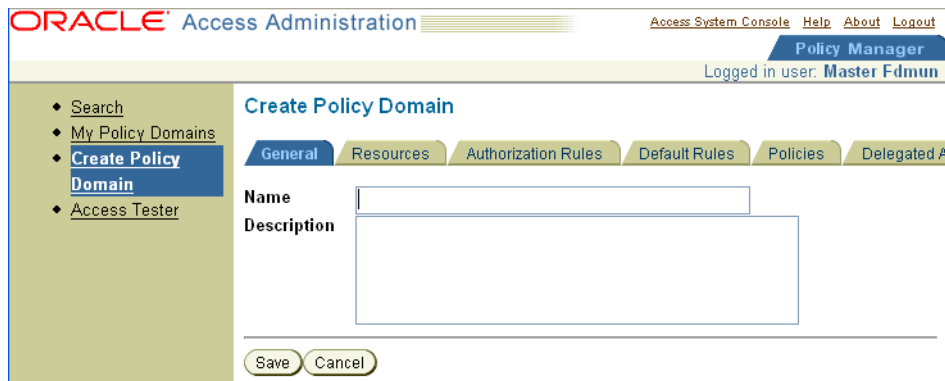 ORACLE Access Administration
Access System Console Help About Logout
Policy Manager
Logged in user: Master Fdmun
Search
My Policy Domains
Create Policy
Domain
Access Tester
Create Policy Domain
General Resources Authorization Rules Default Rules Policies Delegated A
Name
Description
Save Cancel